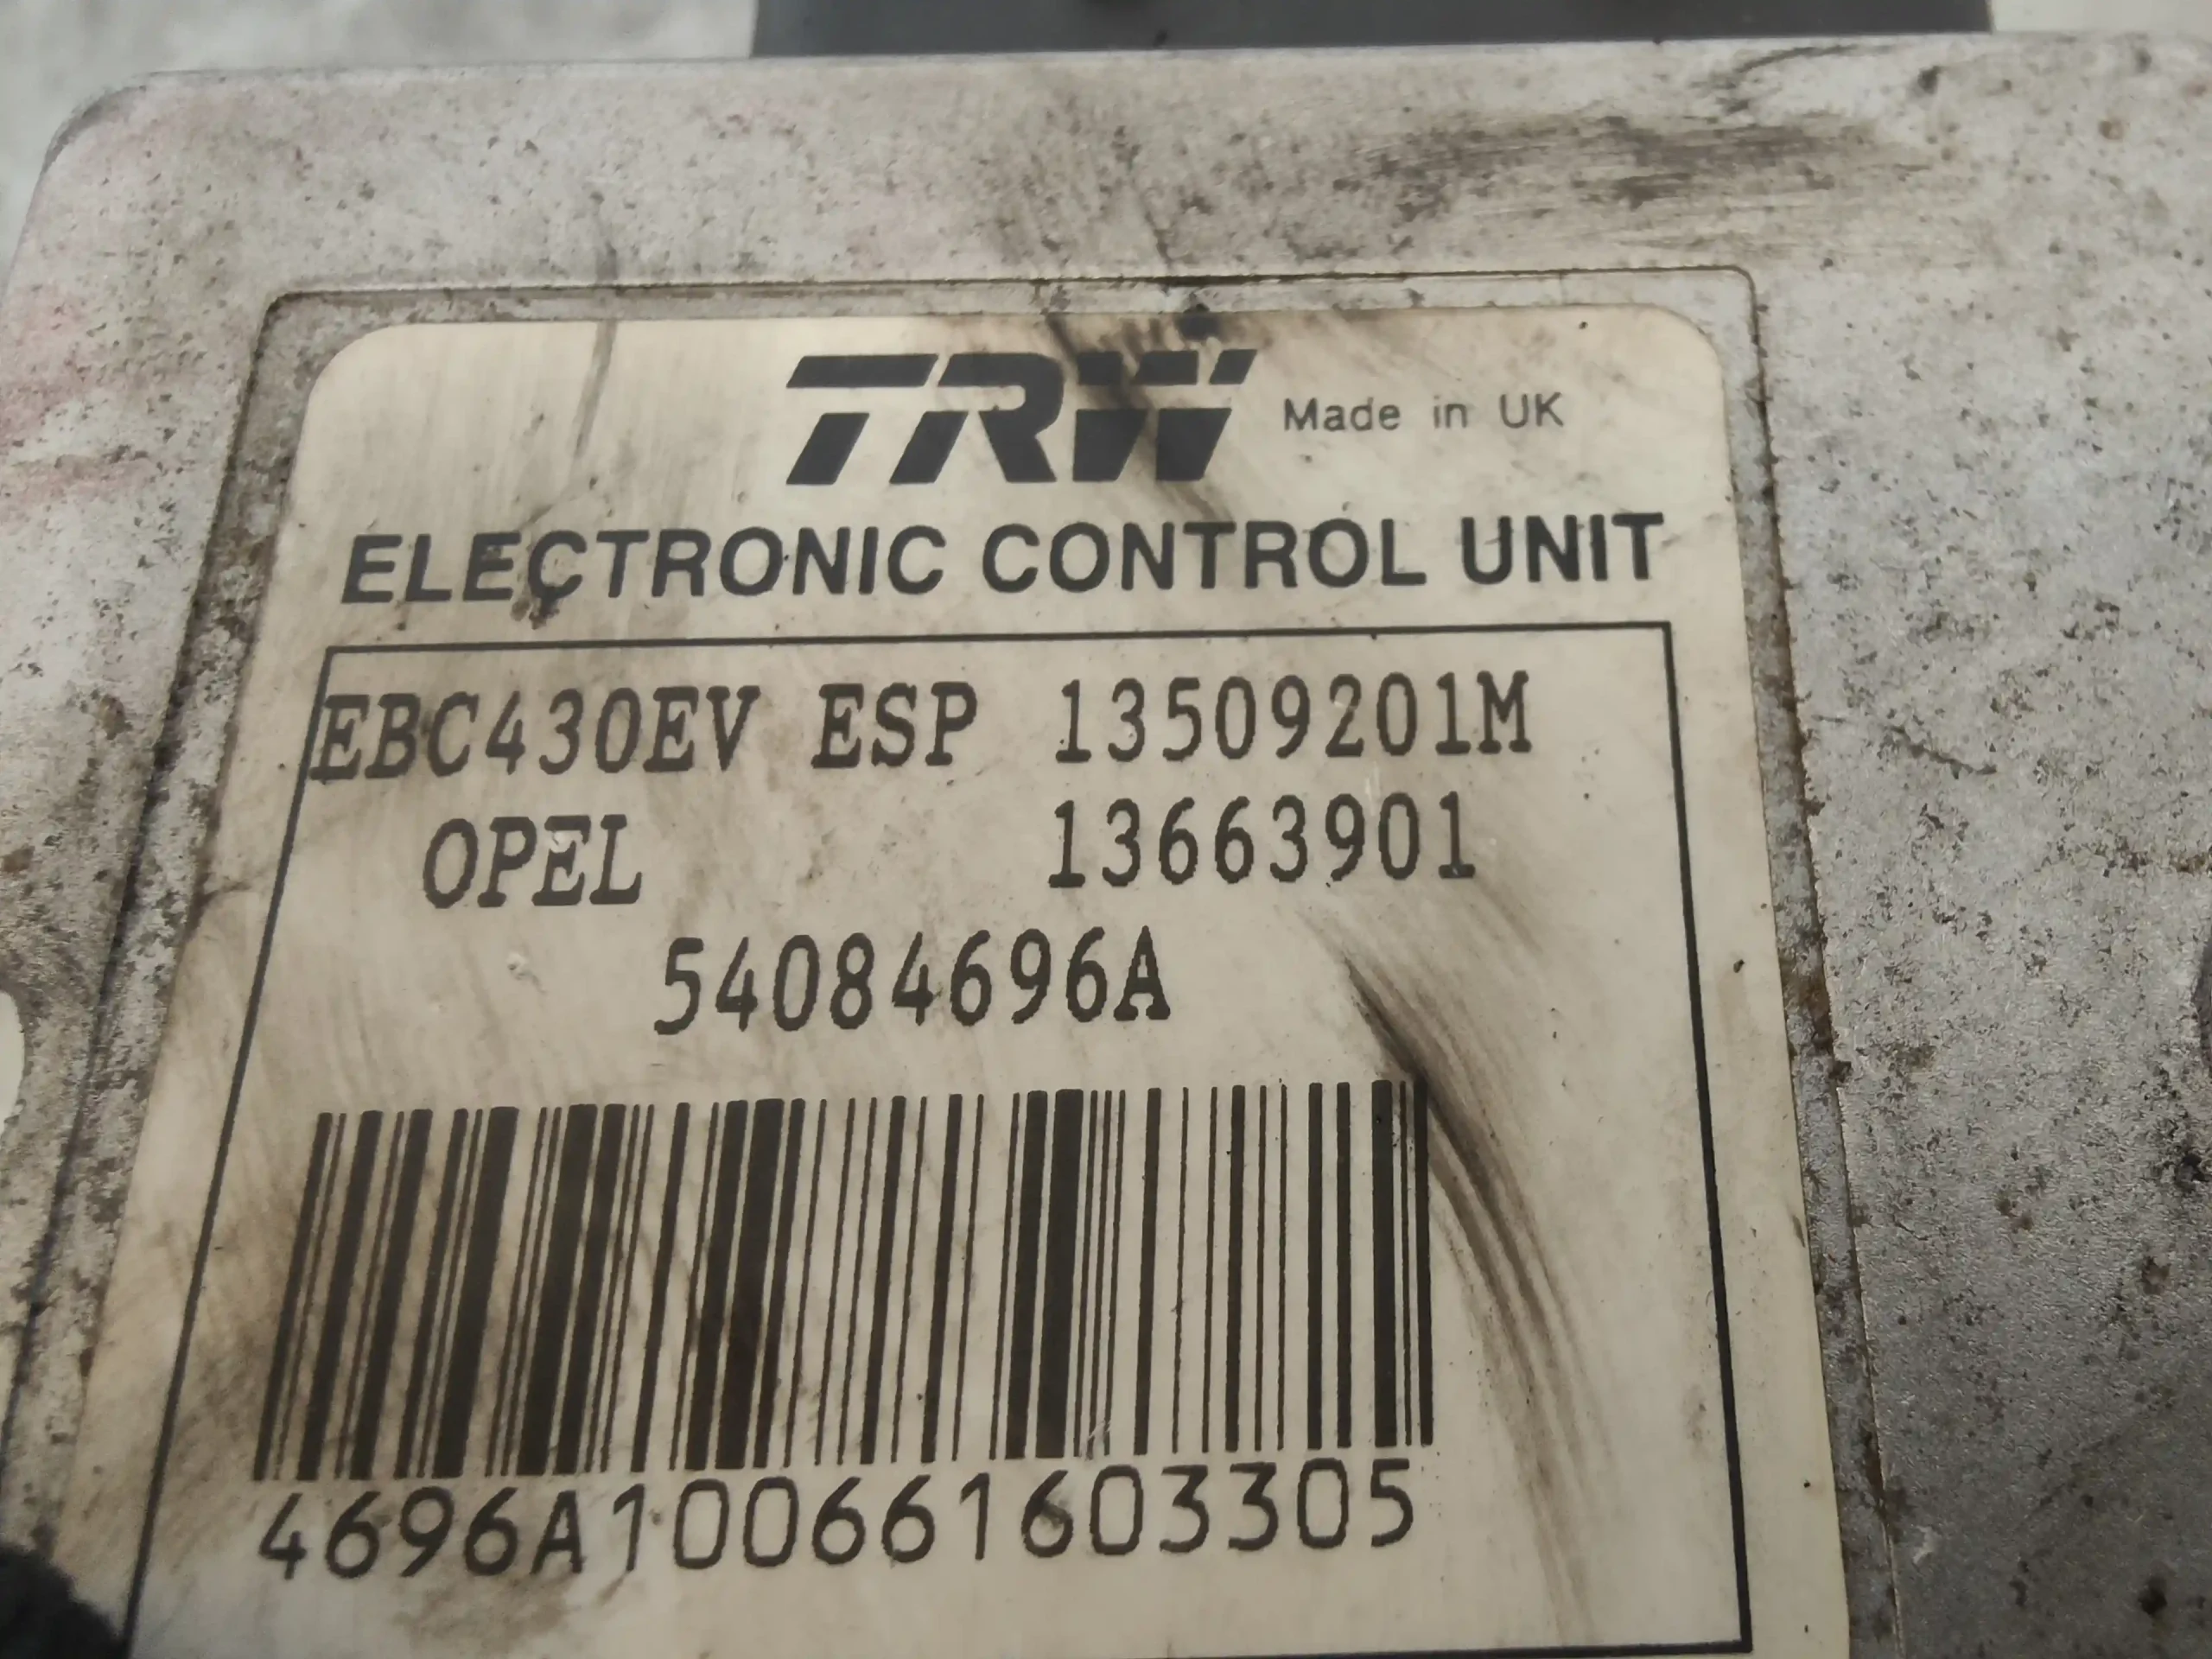 TRW Made in UK
ELECTRONIC CONTROL UNIT
EBC430EV ESP 13509201M
OPEL 13663901
54084696A
4696A100661603305